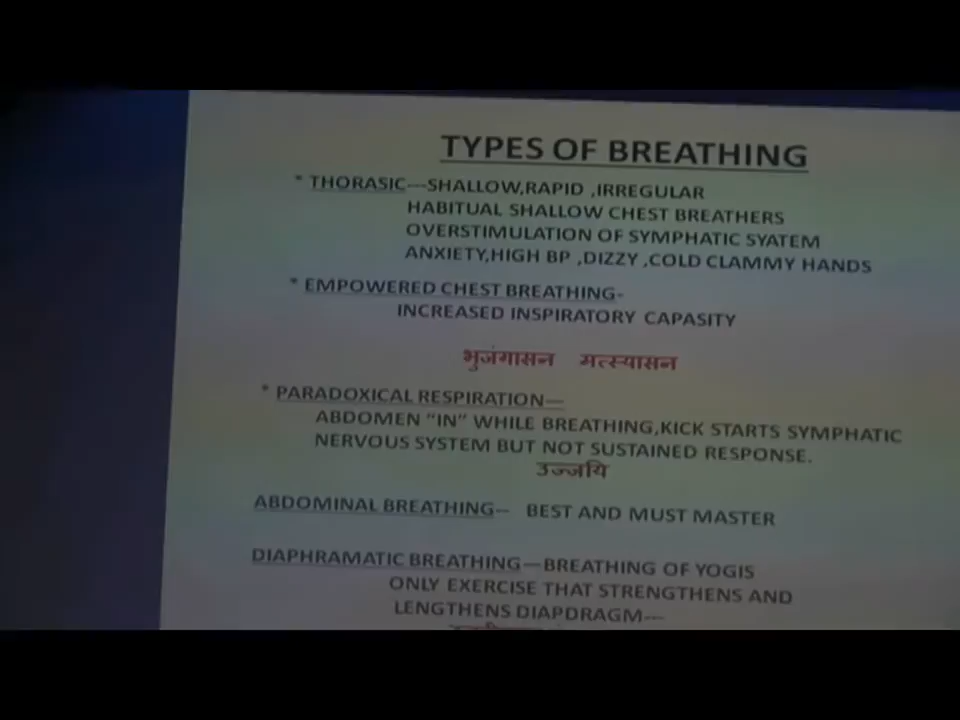 TYPES OF BREATHING
* THORASIC---SHALLOW,RAPID ,IRREGULAR
HABITUAL SHALLOW CHEST BREATHERS
OVERSTIMULATION OF SYMPHATIC SYATEM
ANXIETY,HIGH BP ,DIZZY ,COLD CLAMMY HANDS
* EMPOWERED CHEST BREATHING-
INCREASED INSPIRATORY CAPASITY
भुजंगासन मत्स्यासन
* PARADOXICAL RESPIRATION—
ABDOMEN “IN” WHILE BREATHING,KICK STARTS SYMPHATIC
NERVOUS SYSTEM BUT NOT SUSTAINED RESPONSE.
उज्जयि
ABDOMINAL BREATHING— BEST AND MUST MASTER
DIAPHRAMATIC BREATHING—BREATHING OF YOGIS
ONLY EXERCISE THAT STRENGTHENS AND
LENGTHENS DIAPDRAGM---